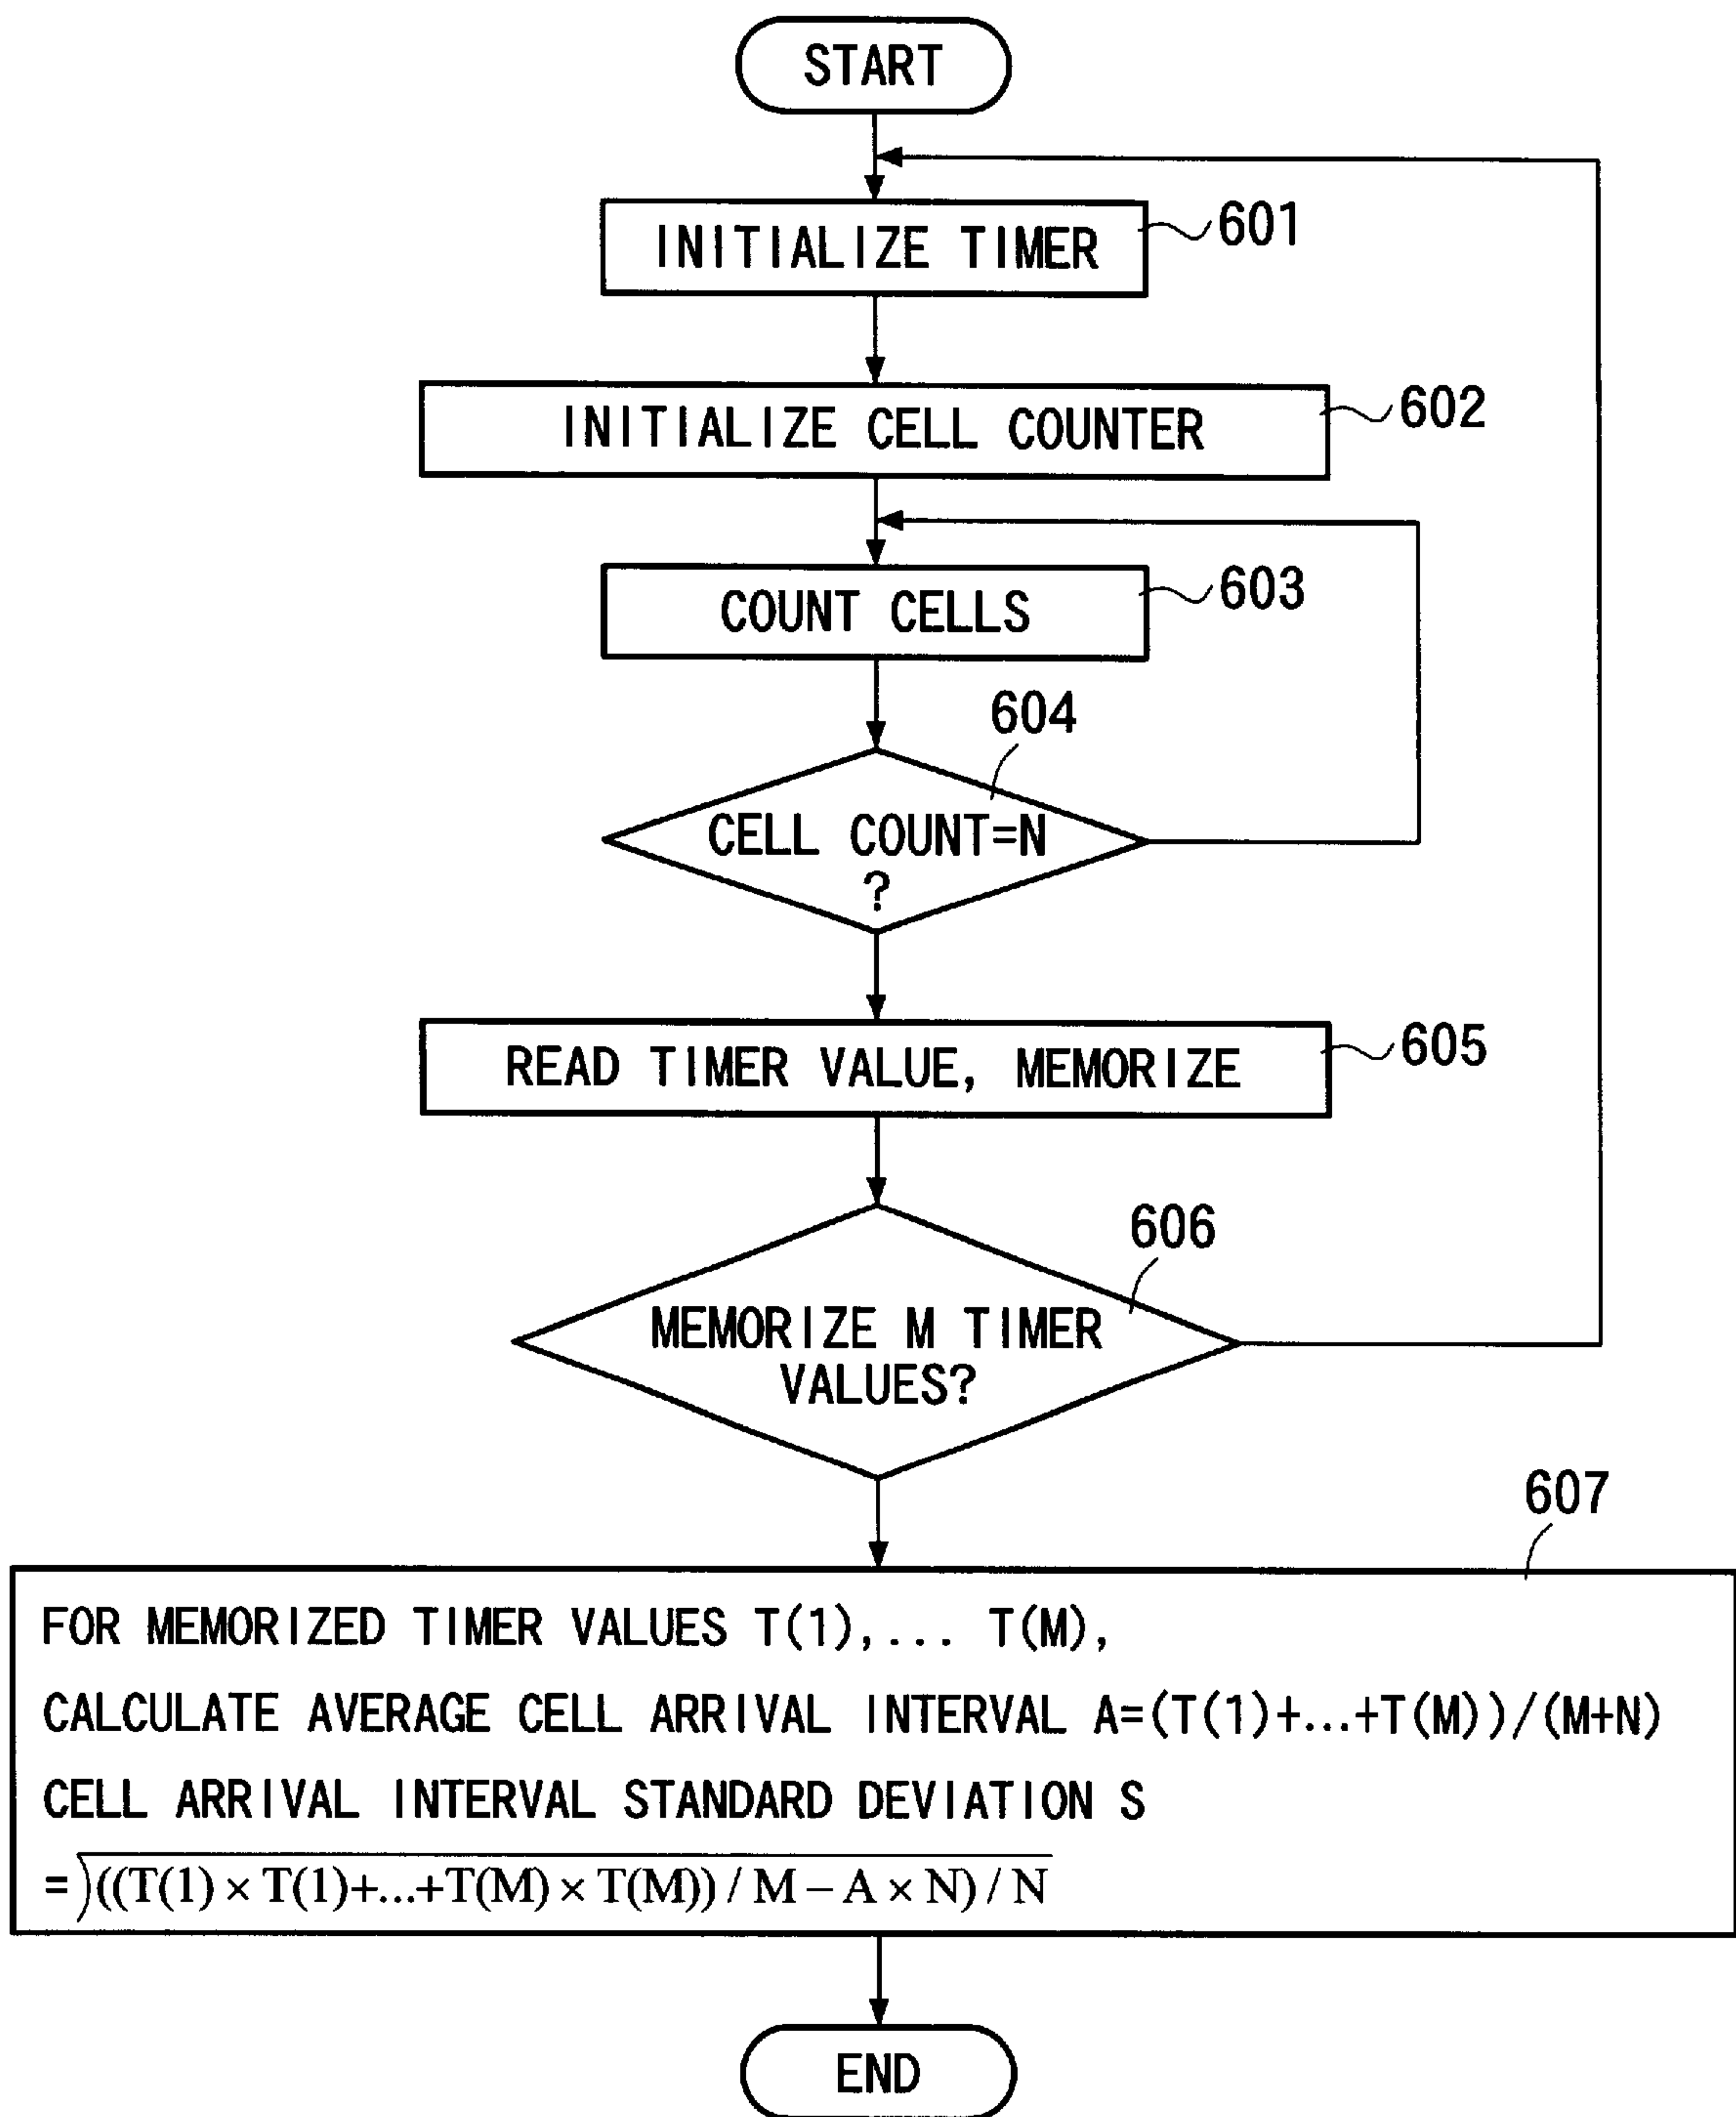 START
601
INITIALIZE TIMER
602
INITIALIZE CELL COUNTER
603
COUNT CELLS
604
CELL COUNT=N
?
605
READ TIMER VALUE, MEMORIZE
606
MEMORIZE M TIMER
VALUES?
607
FOR MEMORIZED TIMER VALUES T(1),... T(M),
CALCULATE AVERAGE CELL ARRIVAL INTERVAL A=(T(1)+...+T(M))/(M+N)
CELL ARRIVAL INTERVAL STANDARD DEVIATION S
=√((T(1)×T(1)+...+T(M)×T(M))/M−A×N)/N
END